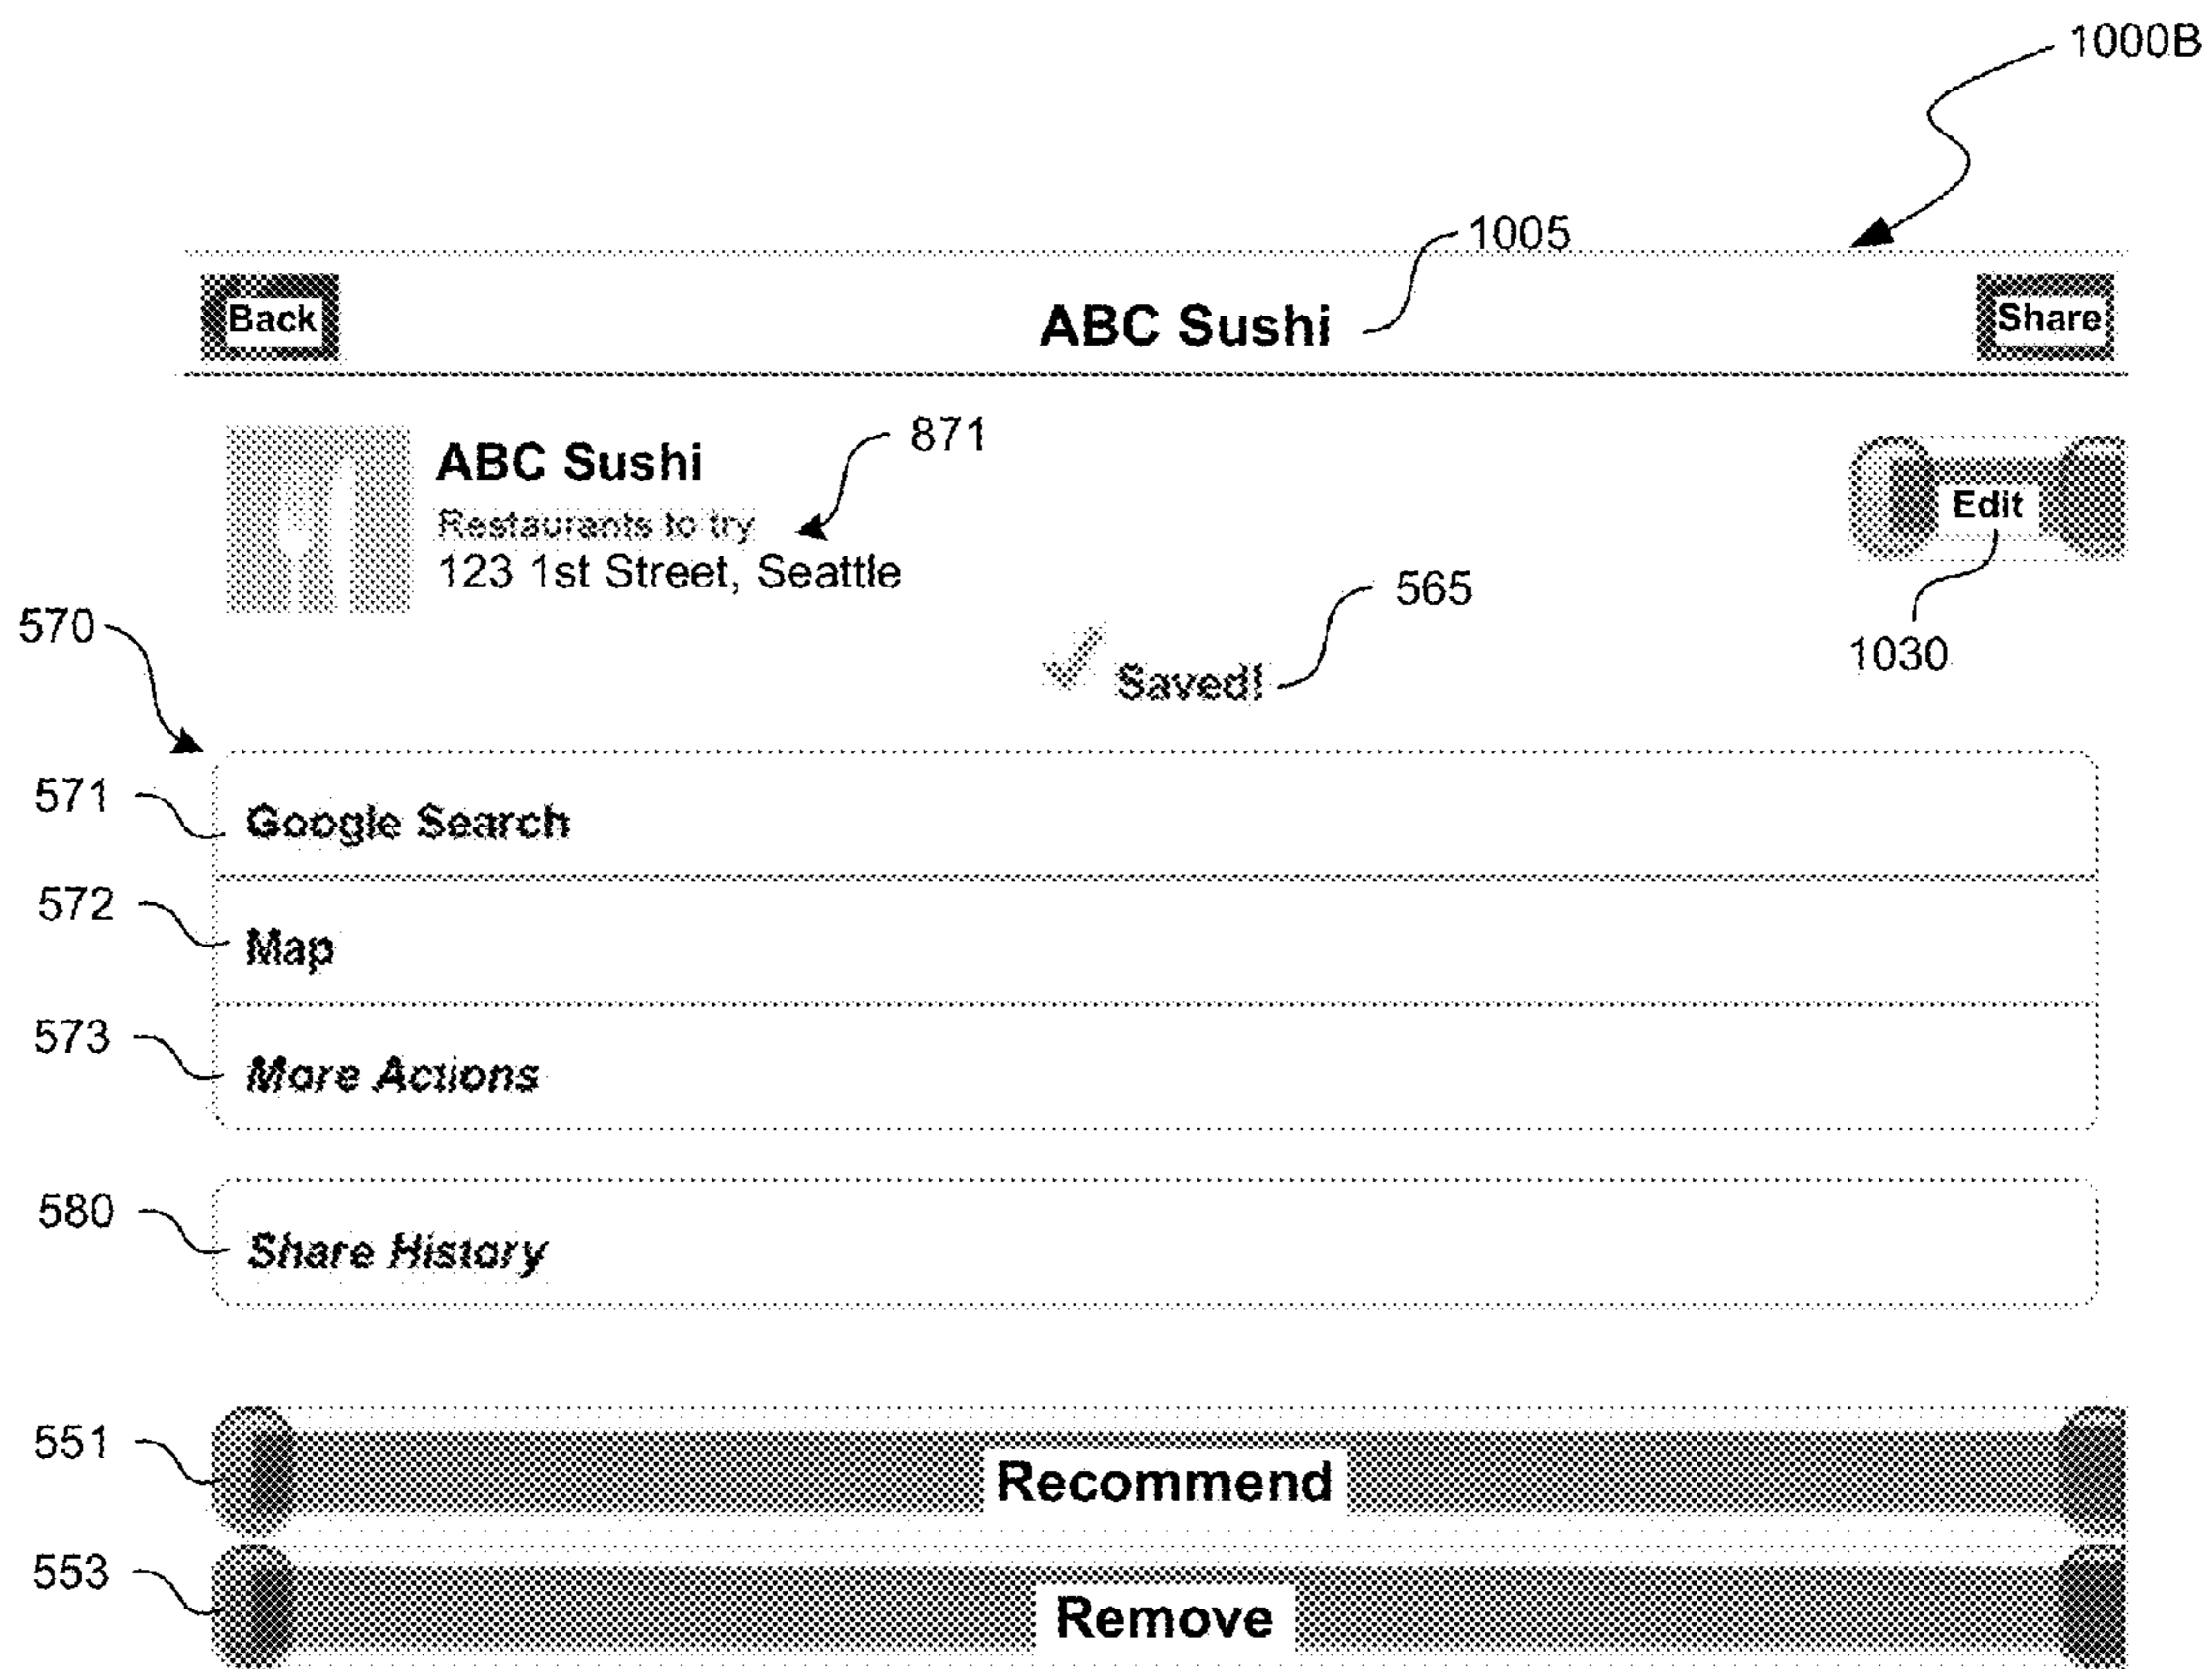 1000B
1005
Back ABC Sushi Share
871
ABC Sushi
Restaurants to try
123 1st Street, Seattle
Edit
565
570
1030
Saved!
571
Google Search
572
Map
573
More Actions
580
Share History
551
Recommend
553
Remove